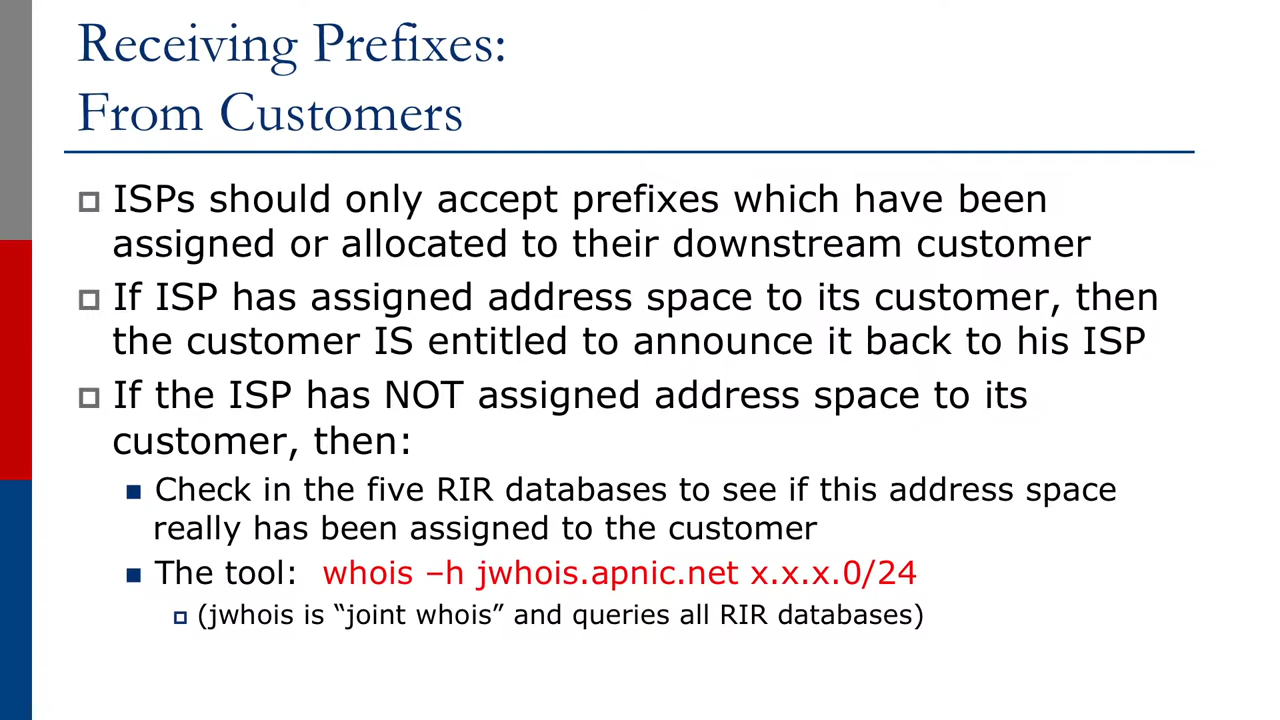 Receiving Prefixes:
From Customers
ISPs should only accept prefixes which have been
assigned or allocated to their downstream customer
If ISP has assigned address space to its customer, then
the customer IS entitled to announce it back to his ISP
If the ISP has NOT assigned address space to its
customer, then:
Check in the five RIR databases to see if this address space
really has been assigned to the customer
The tool: whois –h jwhois.apnic.net x.x.x.0/24
(jwhois is “joint whois” and queries all RIR databases)